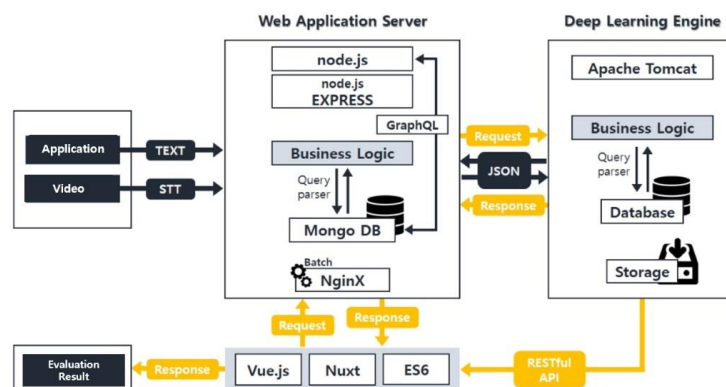 Web Application Server
Deep Learning Engine
node.js
node.js
EXPRESS
GraphQL
Apache Tomcat
Application
TEXT
Video
STT
Business Logic
Query
parser
Mongo DB
Batch
NginX
Request
JSON
Response
Business Logic
Query
parser
Database
Storage
Request
Response
Evaluation
Result
Response
Vue.js
Nuxt
ES6
RESTful
API